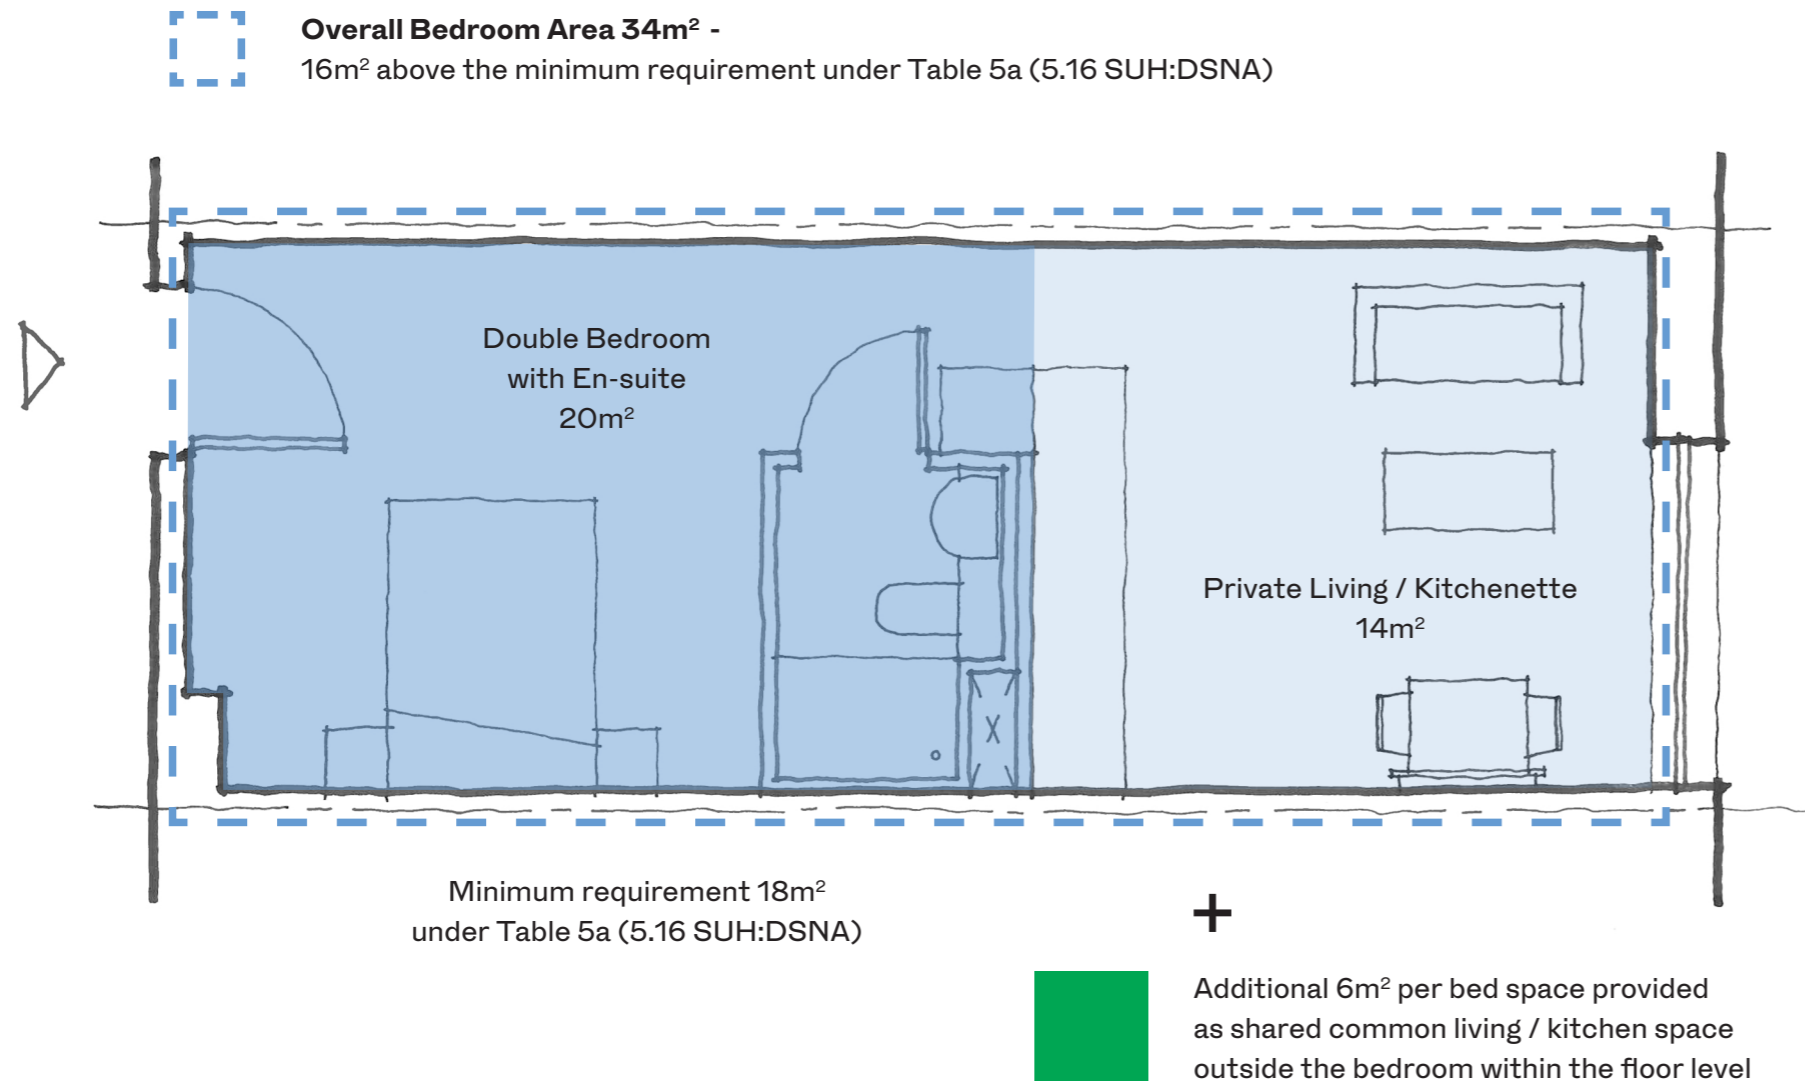 Overall Bedroom Area 34m² -
16m² above the minimum requirement under Table 5a (5.16 SUH:DSNA)
Double Bedroom
with En-suite
20m²
Private Living / Kitchenette
14m²
X
Minimum requirement 18m²
under Table 5a (5.16 SUH:DSNA)
+
Additional 6m² per bed space provided
as shared common living / kitchen space
outside the bedroom within the floor level